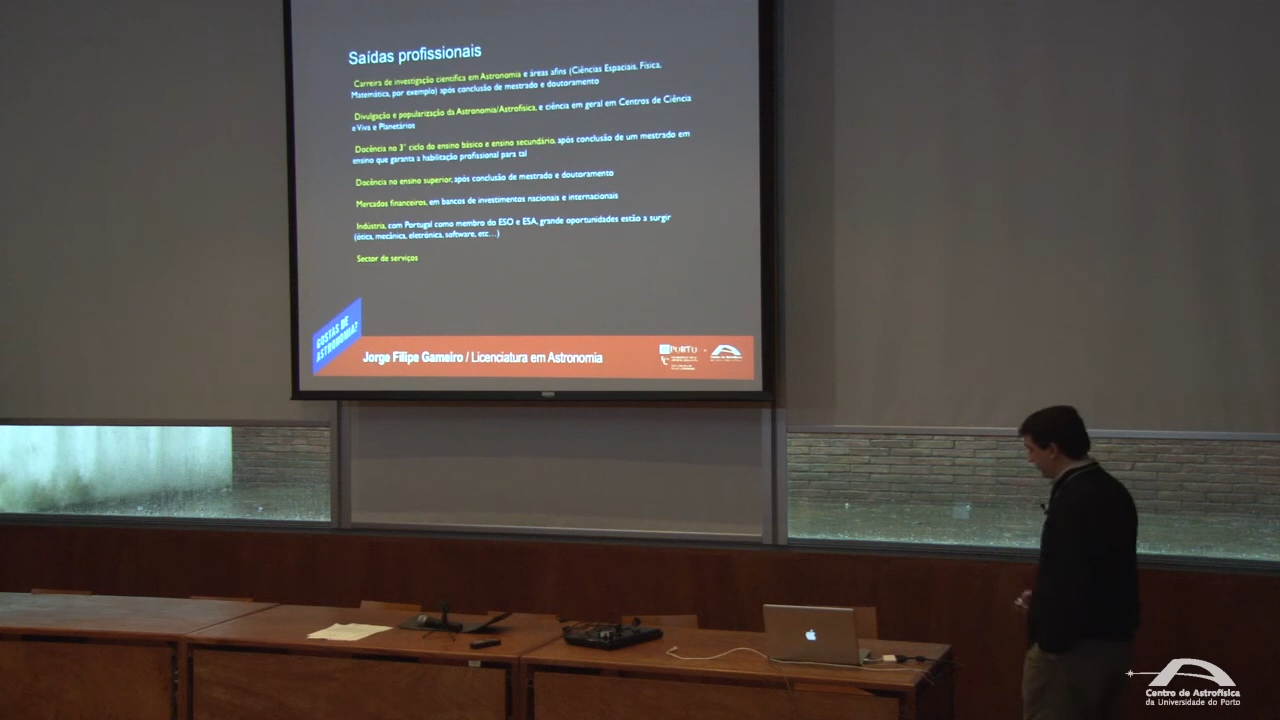 Saídas profissionais
Carreira de investigação científica em Astronomia e áreas afins (Ciências Espaciais, Física,
Matemática, por exemplo) após conclusão de mestrado e doutoramento
Divulgação e popularização da Astronomia/Astrofísica, e ciência em geral em Centros de Ciência
e Viva e Planetários
Docência no 3° ciclo do ensino básico e ensino secundário, após conclusão de um mestrado em
ensino que garanta a habilitação profissional para tal
Docência no ensino superior, após conclusão de mestrado e doutoramento
Mercados financeiros, em bancos de investimentos nacionais e internacionais
Indústria, com Portugal como membro do ESO e ESA, grande oportunidades estão a surgir
(ótica, mecânica, eletrónica, software, etc…)
Sector de serviços
GOSTAS DE
ASTRONOMIA?
Jorge Filipe Gameiro / Licenciatura em Astronomia
PORTO
Centro de Astrofísica
da Universidade do Porto